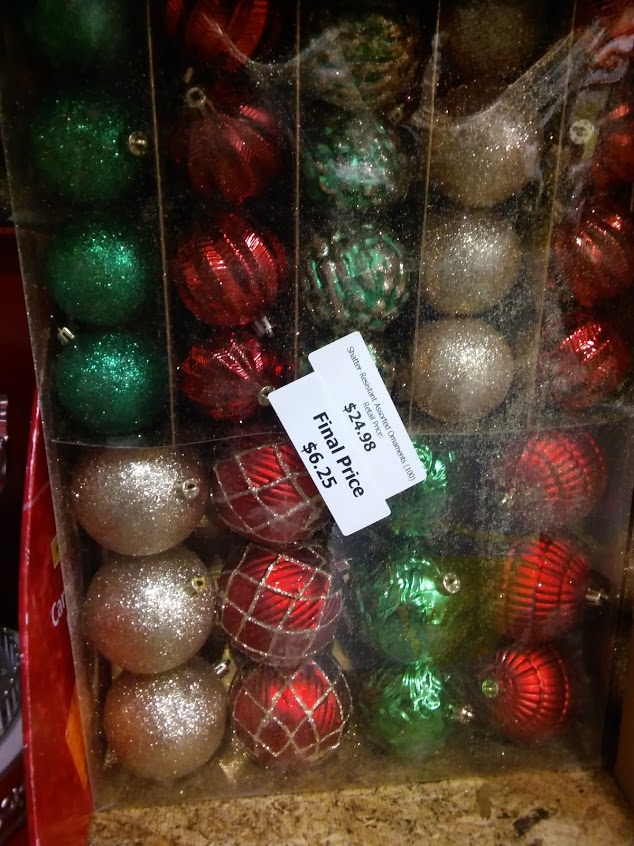 Shatter-Resistant Assorted Ornaments (100)
Retail Price:
$24.98
Final Price
$6.25